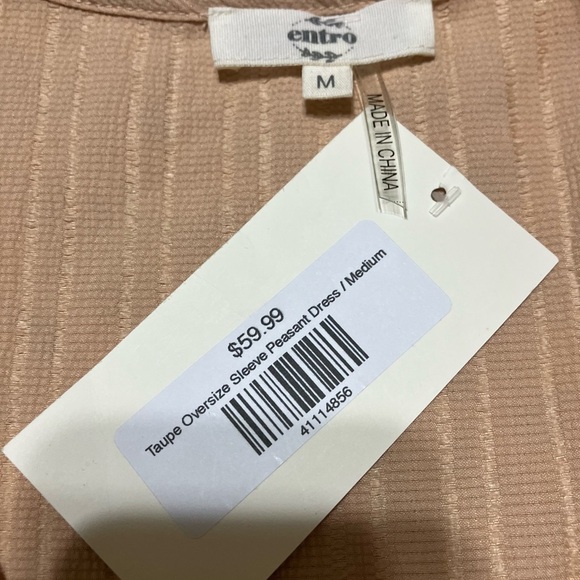 entro
M
MADE IN CHINA
$59.99
Taupe Oversize Sleeve Peasant Dress / Medium
41114856